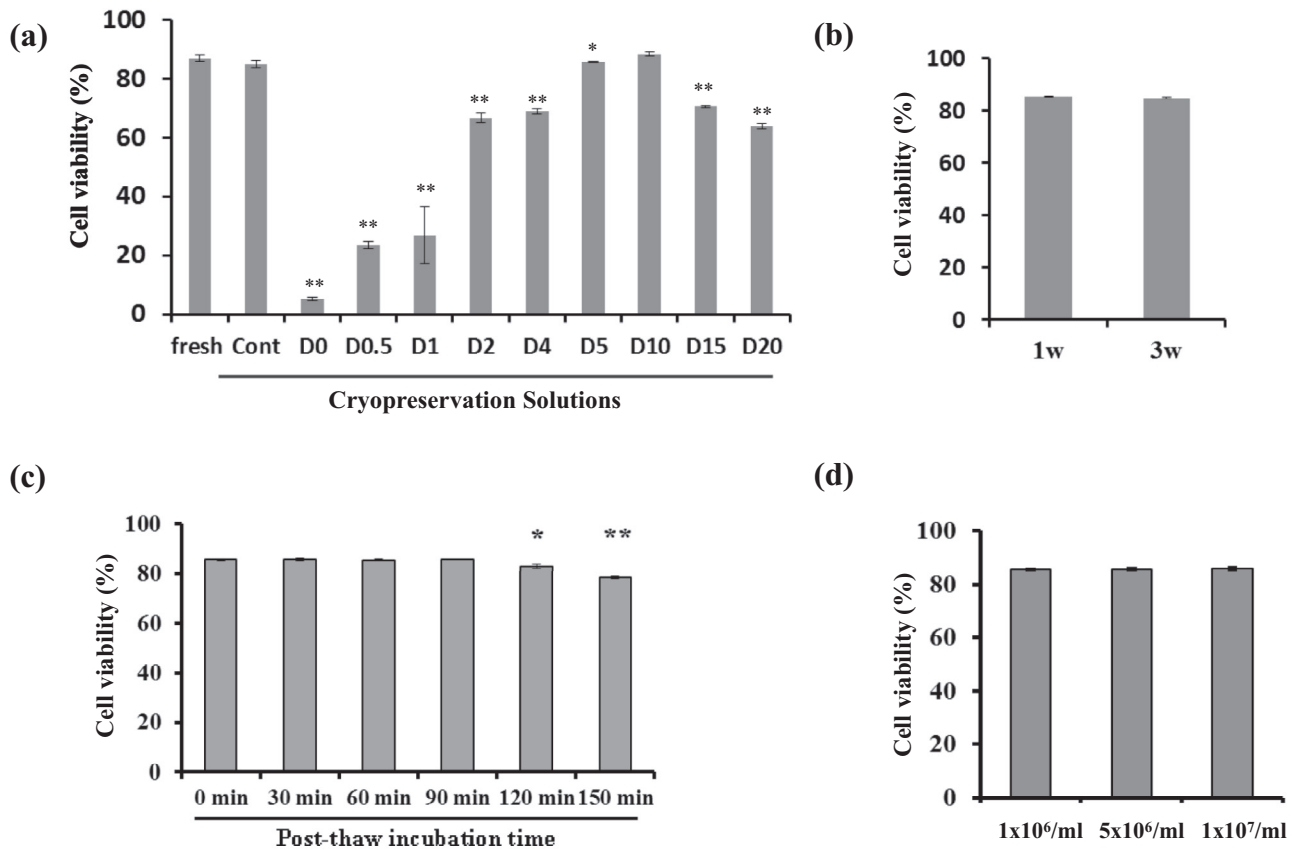 (a)
Cell viability (%)
100
80
60
40
20
0
**
**
**
**
**
*
**
**
fresh Cont D0 D0.5 D1 D2 D4 D5 D10 D15 D20
Cryopreservation Solutions
(b)
Cell viability (%)
100
80
60
40
20
0
1w 3w
(c)
Cell viability (%)
100
80
60
40
20
0
* **
0 min 30 min 60 min 90 min 120 min 150 min
Post-thaw incubation time
(d)
Cell viability (%)
100
80
60
40
20
0
1x10⁶/ml 5x10⁶/ml 1x10⁷/ml